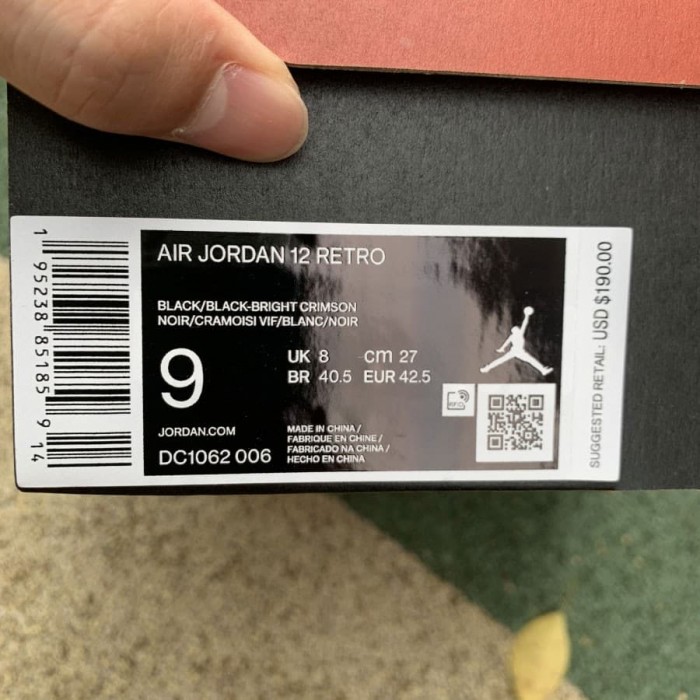 AIR JORDAN 12 RETRO
BLACK/BLACK-BRIGHT CRIMSON
NOIR/CRAMOISI VIF/BLANC/NOIR
9
UK 8 cm 27
BR 40.5 EUR 42.5
JORDAN.COM
DC1062 006
MADE IN CHINA /
FABRIQUE EN CHINE /
FABRICADO NA CHINA /
HECHO EN CHINA
1 95238 85185 9 14
SUGGESTED RETAIL: USD $190.00